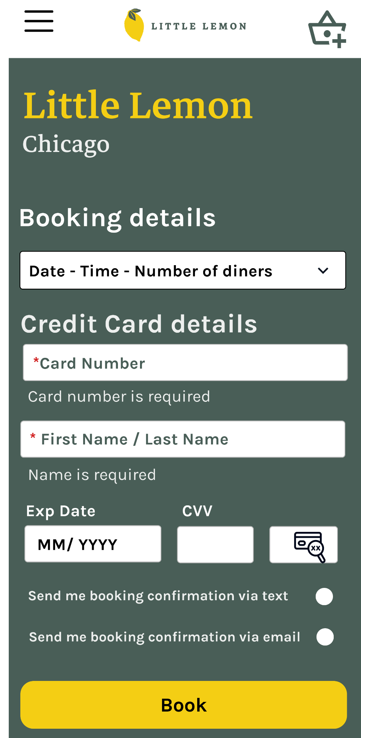 LITTLE LEMON
Little Lemon
Chicago
Booking details
Date - Time - Number of diners
Credit Card details
*Card Number
Card number is required
* First Name / Last Name
Name is required
Exp Date CVV
MM/ YYYY xx
Send me booking confirmation via text
Send me booking confirmation via email
Book